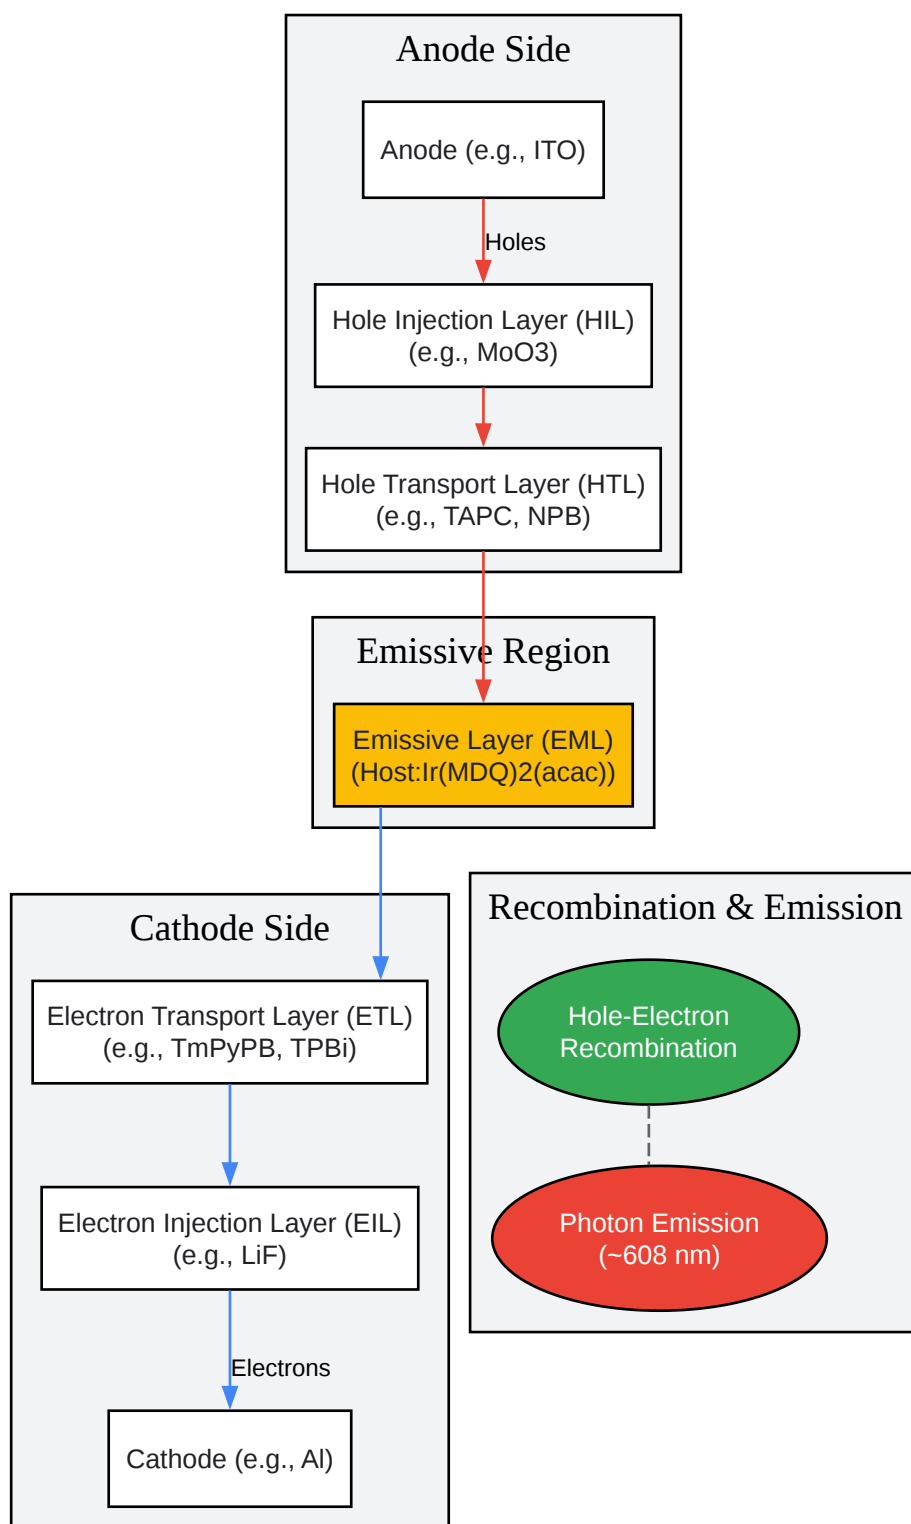 Anode Side
Anode (e.g., ITO)
Holes
Hole Injection Layer (HIL)
(e.g., MoO3)
Hole Transport Layer (HTL)
(e.g., TAPC, NPB)
Emissive Region
Emissive Layer (EML)
(Host:Ir(MDQ)2(acac))
Cathode Side
Electron Transport Layer (ETL)
(e.g., TmPyPB, TPBi)
Electron Injection Layer (EIL)
(e.g., LiF)
Electrons
Cathode (e.g., Al)
Recombination & Emission
Hole-Electron
Recombination
Photon Emission
(~608 nm)